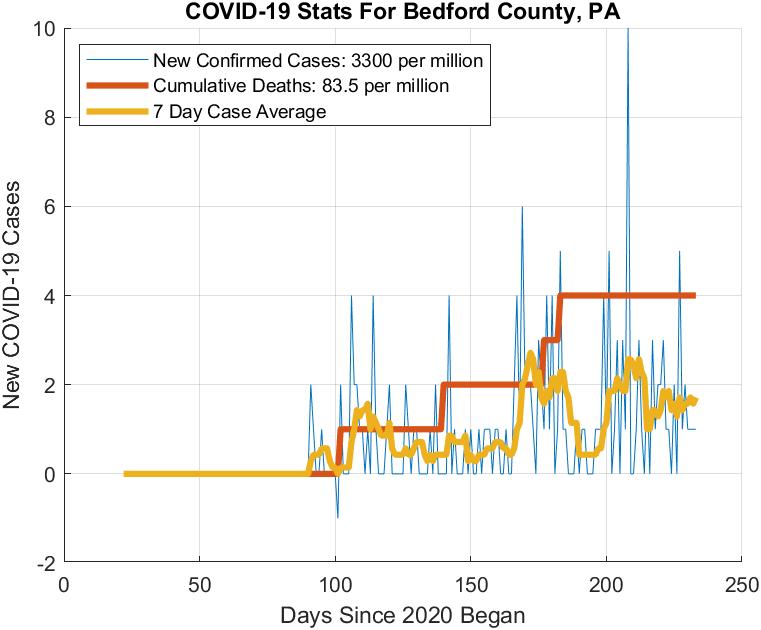 COVID-19 Stats For Bedford County, PA
New Confirmed Cases: 3300 per million
Cumulative Deaths: 83.5 per million
7 Day Case Average
New COVID-19 Cases
10
8
6
4
2
0
-2
0 50 100 150 200 250
Days Since 2020 Began